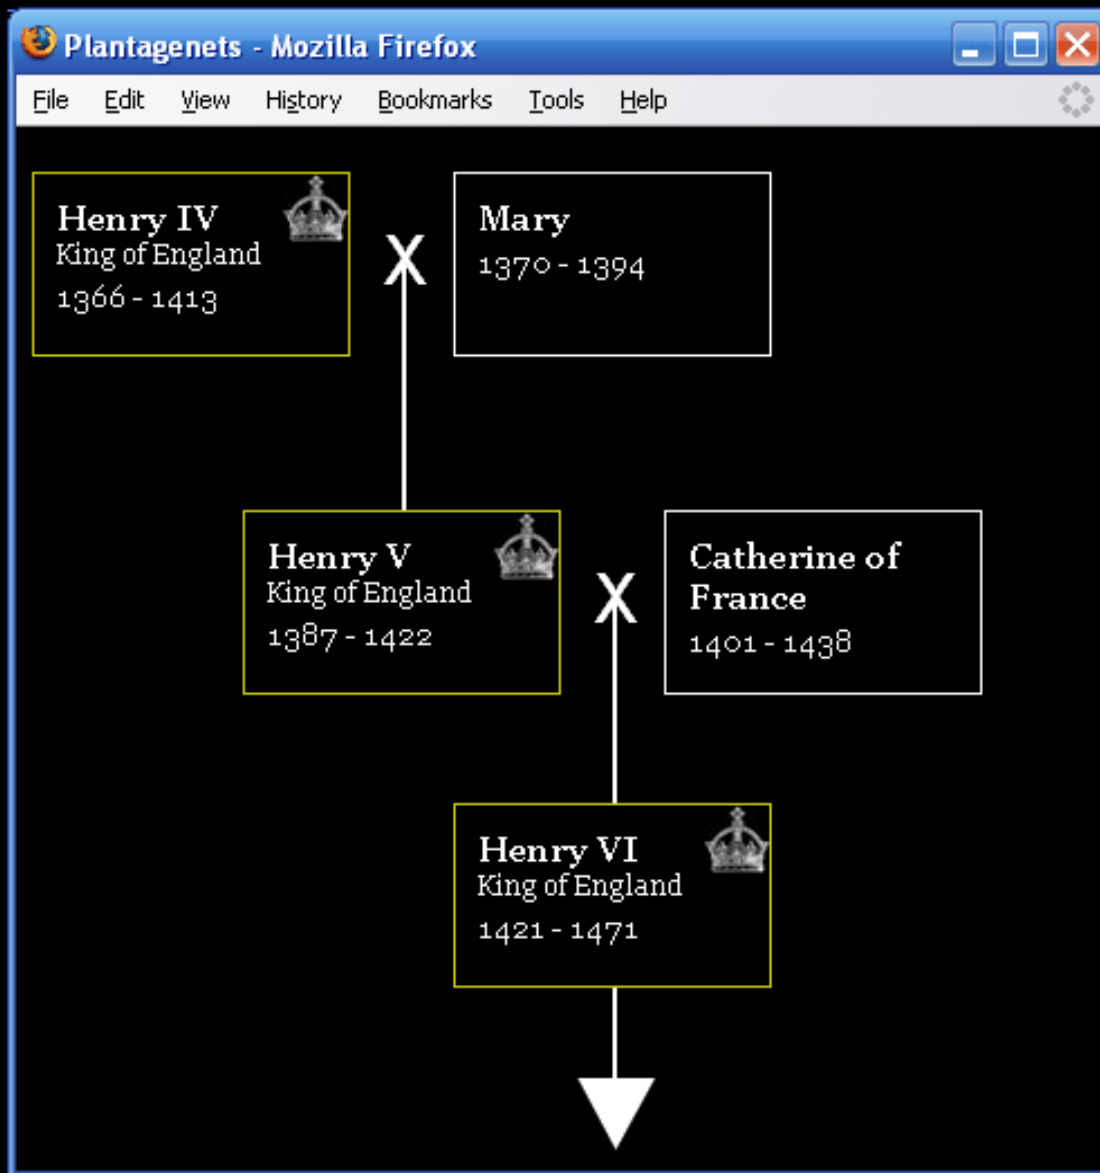 Plantagenets - Mozilla Firefox
File Edit View History Bookmarks Tools Help
Henry IV
King of England
1366 - 1413
X
Mary
1370 - 1394
Henry V
King of England
1387 - 1422
X
Catherine of
France
1401 - 1438
Henry VI
King of England
1421 - 1471